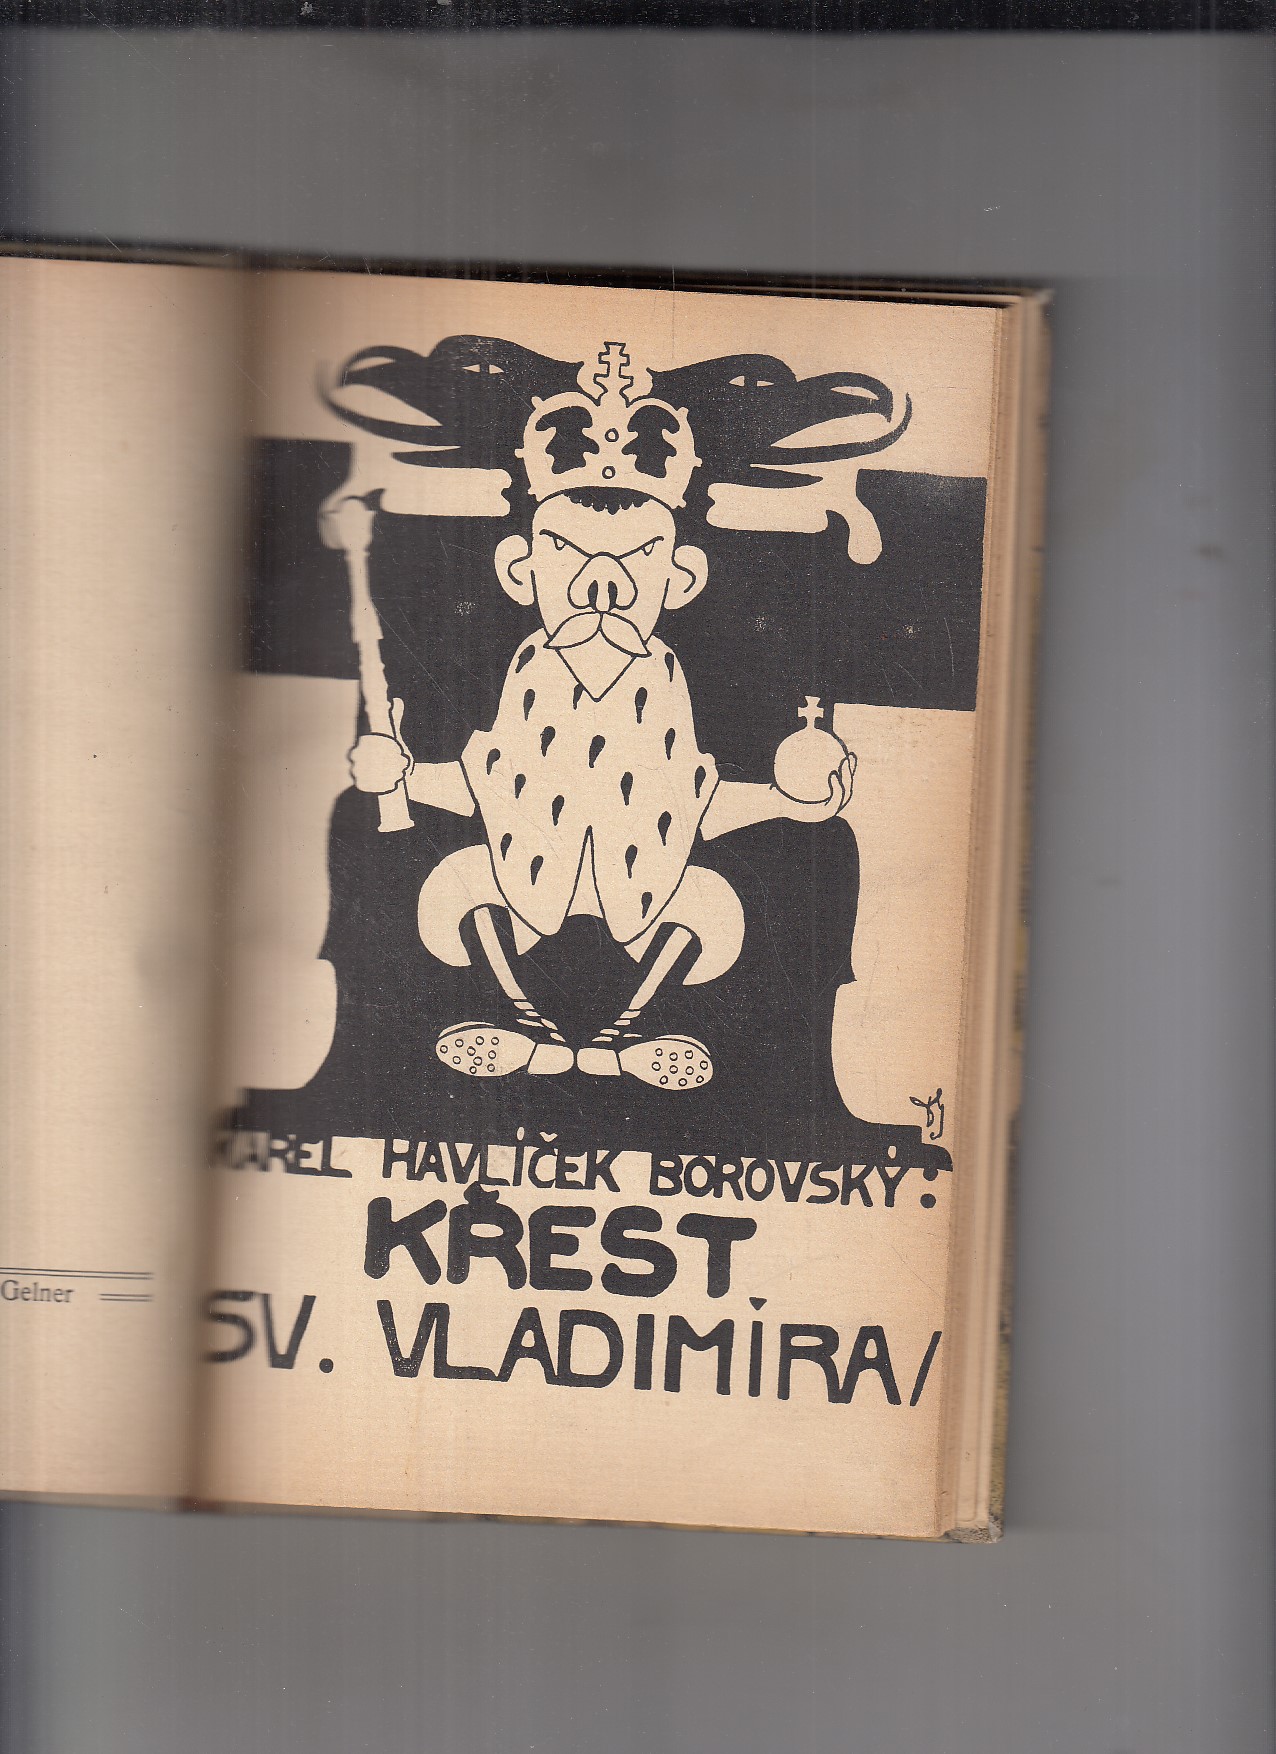 Gelner
KAREL HAVLÍČEK BOROVSKÝ:
KŘEST
SV. VLADIMÍRA/